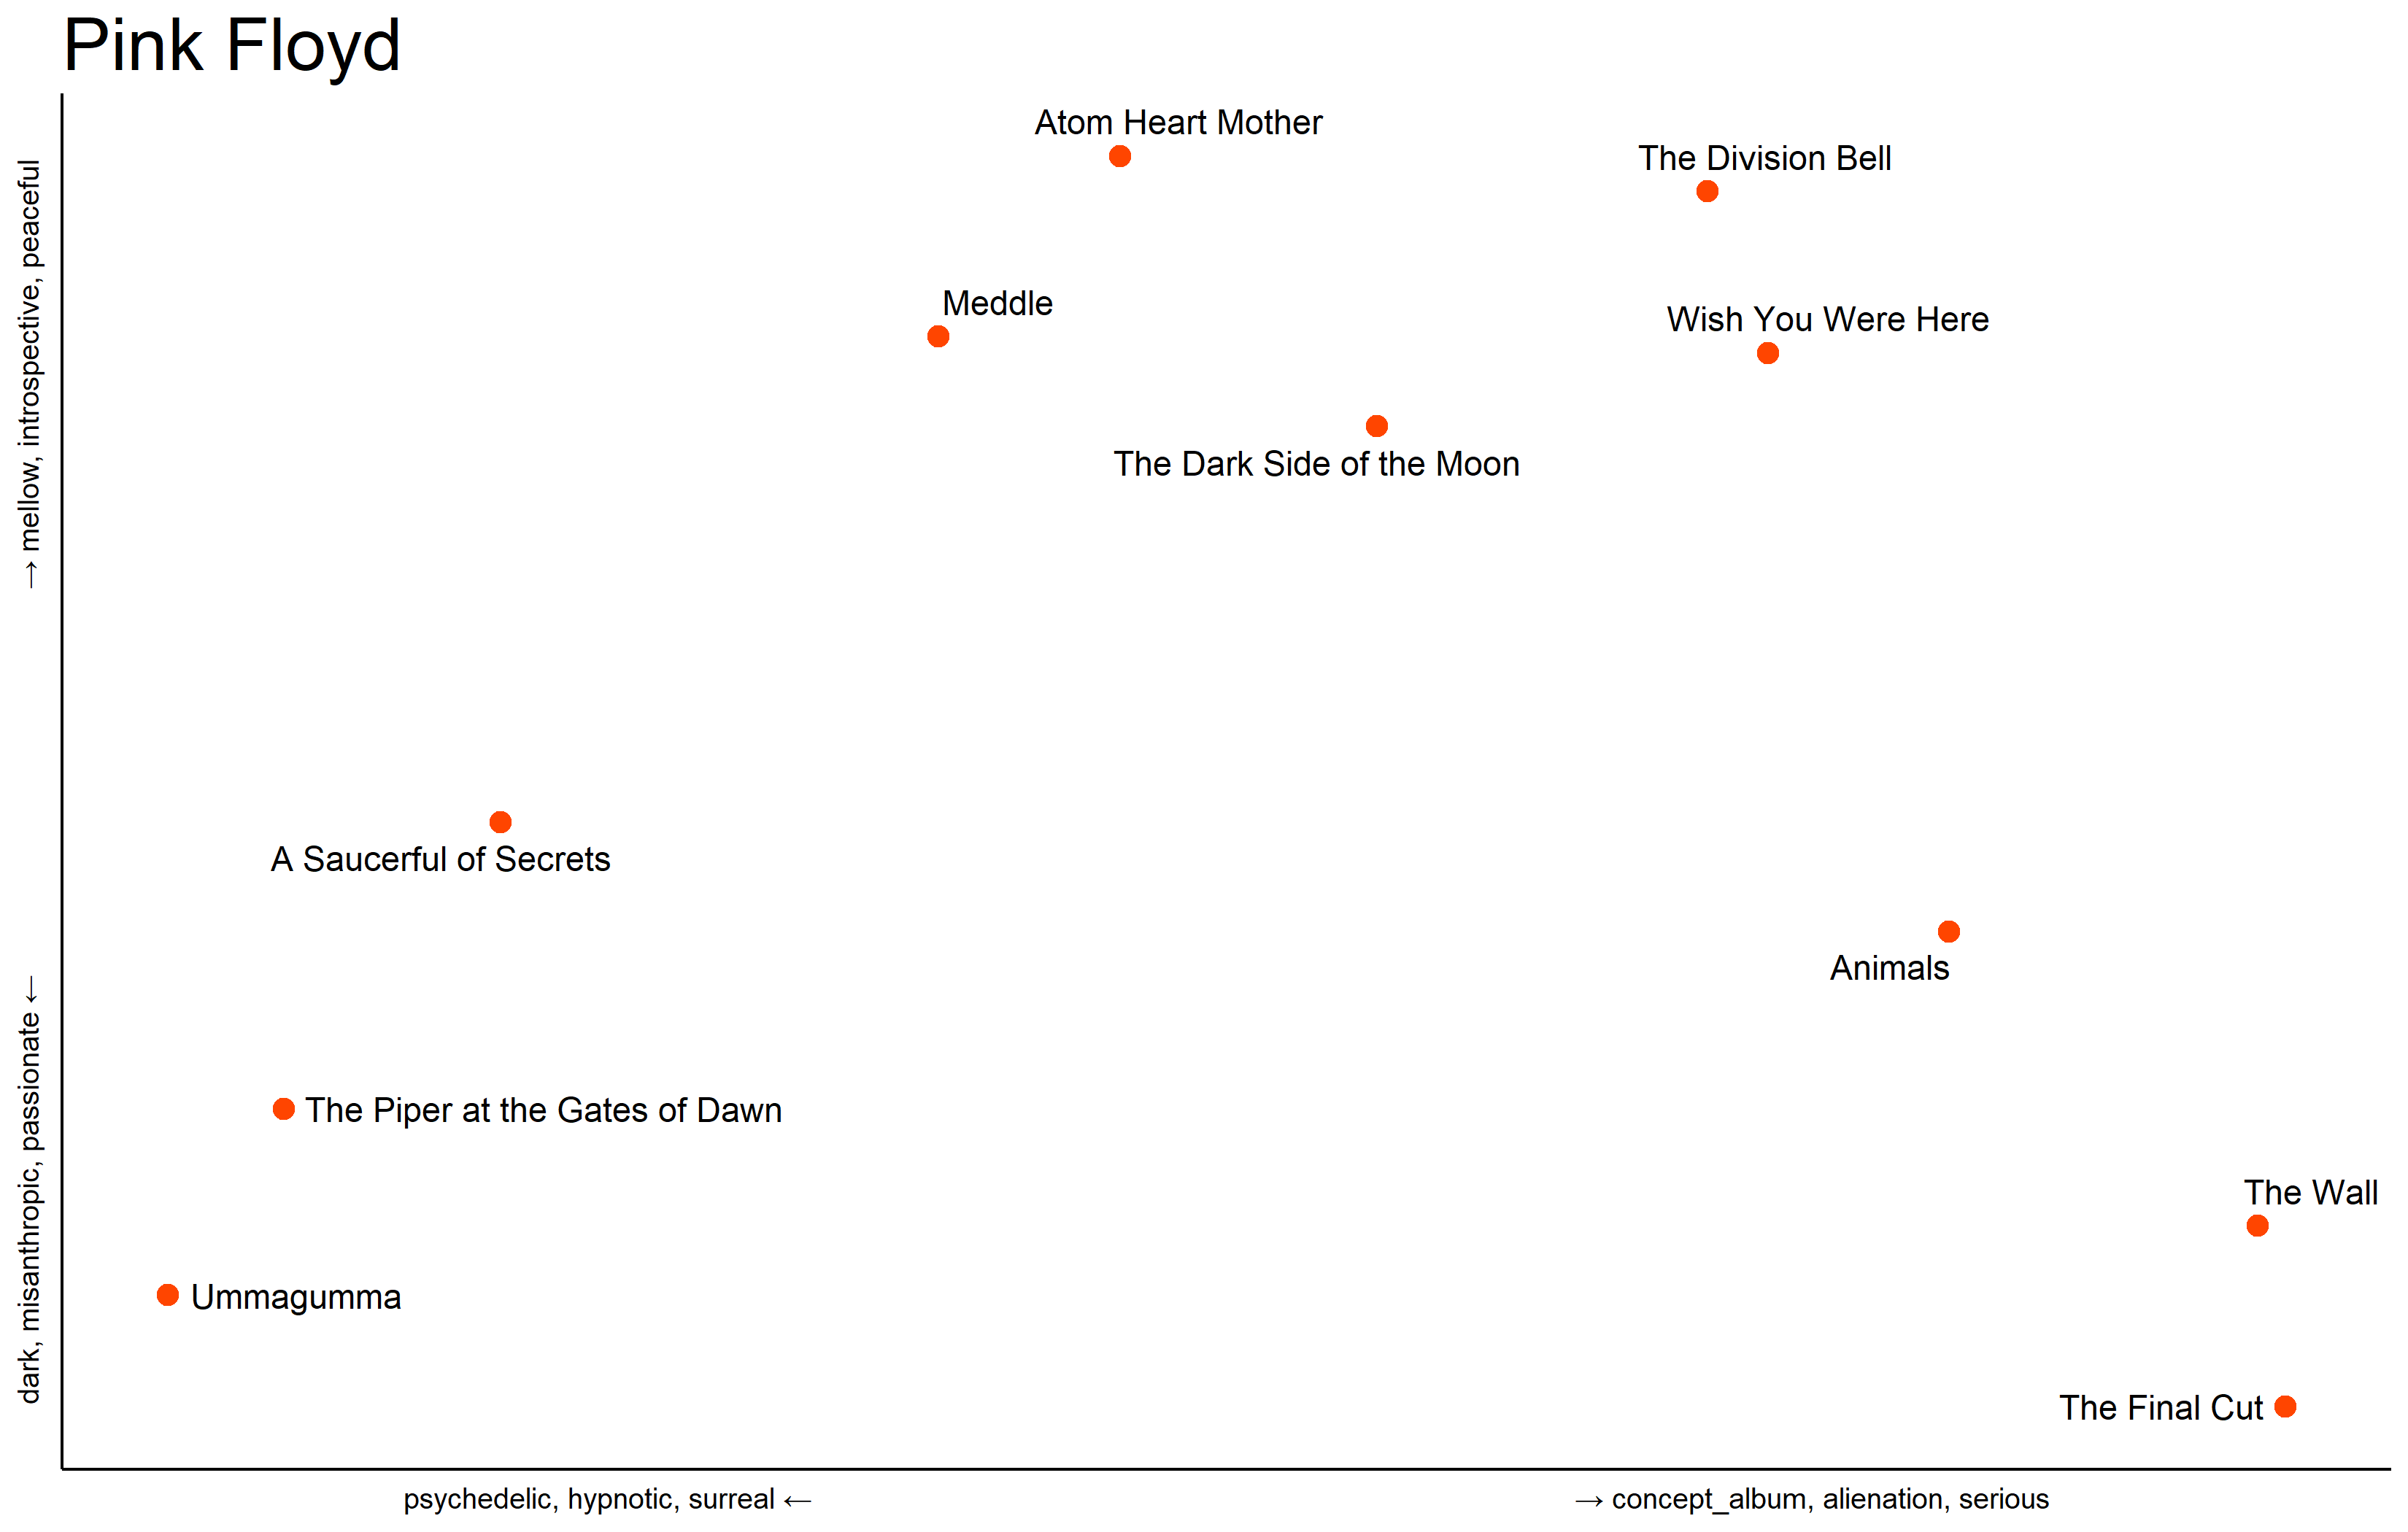 Pink Floyd
Atom Heart Mother
The Division Bell
Meddle
Wish You Were Here
The Dark Side of the Moon
A Saucerful of Secrets
Animals
The Piper at the Gates of Dawn
The Wall
Ummagumma
The Final Cut
→ mellow, introspective, peaceful
dark, misanthropic, passionate ←
psychedelic, hypnotic, surreal ←
→ concept_album, alienation, serious